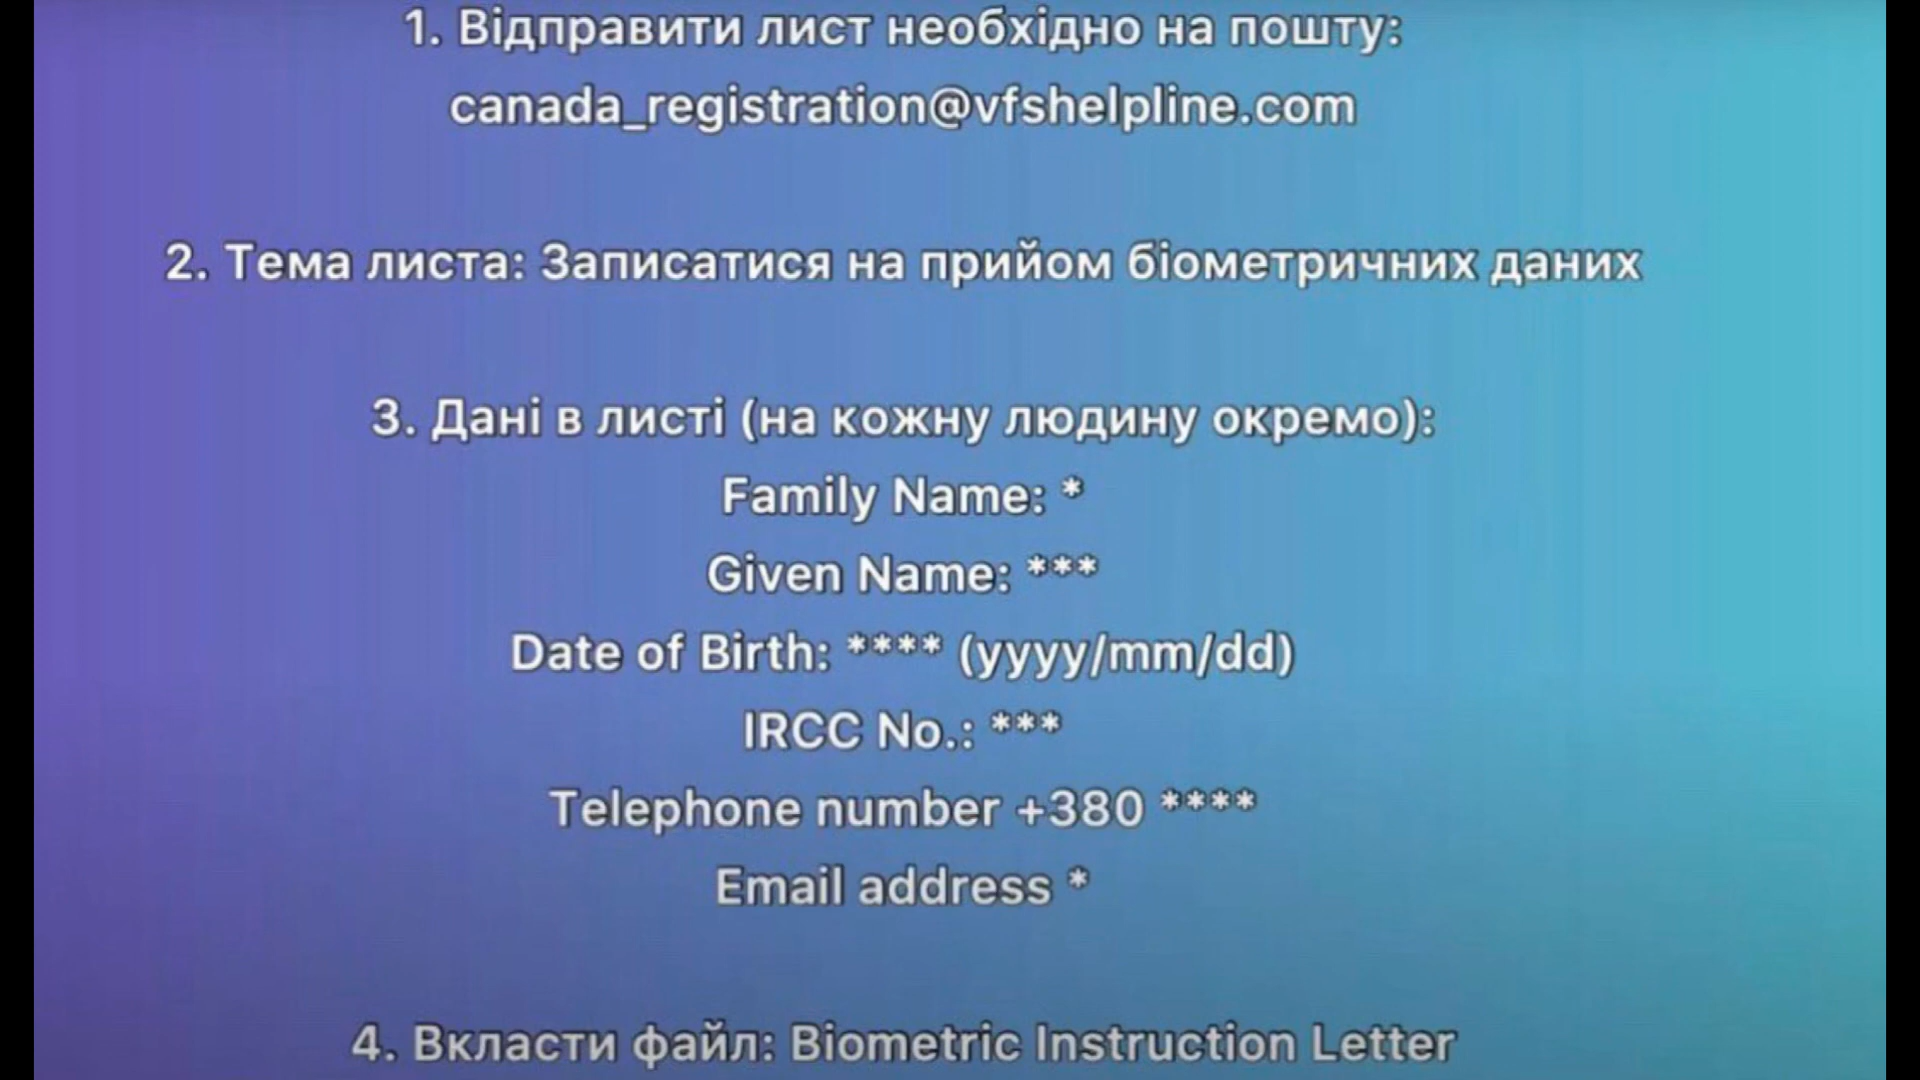 1. Відправити лист необхідно на пошту:
canada_registration@vfshelpline.com
2. Тема листа: Записатися на прийом біометричних даних
3. Дані в листі (на кожну людину окремо):
Family Name: *
Given Name: ***
Date of Birth: **** (yyyy/mm/dd)
IRCC No.: ***
Telephone number +380 ****
Email address *
4. Вкласти файл: Biometric Instruction Letter